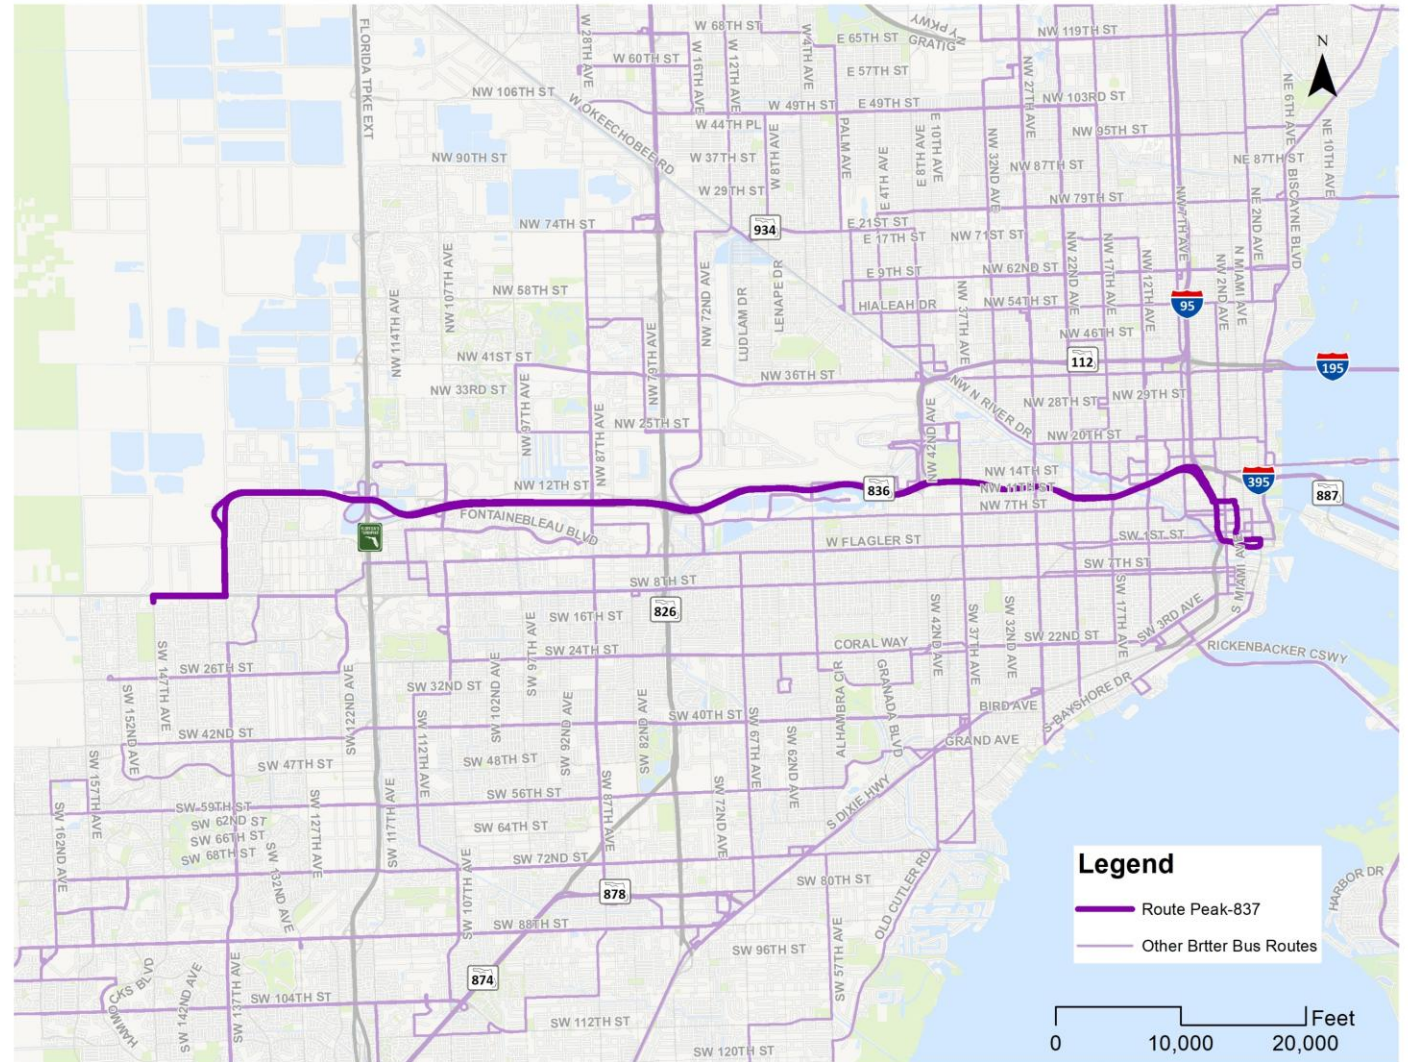 FLORIDA TPKE EXT
W 28TH AVE
W 68TH ST
W 4TH AVE
E 65TH ST
GRATIG
NY PKWY
NW 119TH ST
N
W 60TH ST
W 16TH AVE
W 12TH AVE
E 57TH ST
NW 27TH AVE
NW 106TH ST
W OKEECHOBEE RD
W 49TH ST
E 49TH ST
NW 103RD ST
NE 6TH AVE
NE 10TH AVE
W 44TH PL
W 8TH AVE
PALM AVE
E 10TH AVE
NW 32ND AVE
NW 95TH ST
NW 90TH ST
W 37TH ST
E 4TH AVE
E 8TH AVE
NW 87TH ST
NE 87TH ST
W 29TH ST
NW 79TH ST
NW 7TH AVE
NE 2ND AVE
BISCAYNE BLVD
NW 74TH ST
934
E 21ST ST
E 17TH ST
NW 71ST ST
NW 107TH AVE
NW 72ND AVE
LUDLAM DR
LENAPE DR
E 9TH ST
NW 62ND ST
NW 22ND AVE
NW 17TH AVE
NW 12TH AVE
NW 2ND AVE
N MIAMI AVE
NW 114TH AVE
NW 58TH ST
HIALEAH DR
NW 37TH AVE
NW 54TH ST
95
NW 79TH AVE
NW 46TH ST
NW 41ST ST
112
195
NW 33RD ST
NW 36TH ST
NW N RIVER DR
NW 28TH ST
NW 29TH ST
NW 97TH AVE
NW 87TH AVE
NW 25TH ST
NW 42ND AVE
NW 20TH ST
NW 12TH ST
836
NW 14TH ST
NW 11TH ST
395
887
FONTAINEBLEAU BLVD
NW 7TH ST
W FLAGLER ST
SW 1ST ST
SW 8TH ST
SW 7TH ST
S MIAMI AVE
826
SW 16TH ST
SW 97TH AVE
SW 42ND AVE
SW 37TH AVE
SW 32ND AVE
SW 17TH AVE
SW 3RD AVE
SW 147TH AVE
SW 26TH ST
SW 24TH ST
CORAL WAY
SW 22ND ST
RICKENBACKER CSWY
SW 152ND AVE
SW 122ND AVE
SW 32ND ST
SW 102ND AVE
SW 92ND AVE
SW 82ND AVE
ALHAMBRA CIR
GRANADA BLVD
BIRD AVE
S BAYSHORE DR
SW 42ND ST
SW 40TH ST
GRAND AVE
SW 157TH AVE
SW 47TH ST
SW 112TH AVE
SW 48TH ST
SW 67TH AVE
SW 62ND AVE
SW 162ND AVE
SW 59TH ST
SW 62ND ST
SW 66TH ST
SW 68TH ST
SW 127TH AVE
SW 117TH AVE
SW 56TH ST
SW 87TH AVE
SW 72ND AVE
S DIXIE HWY
SW 64TH ST
SW 132ND AVE
SW 107TH AVE
SW 72ND ST
SW 80TH ST
OLD CUTLER RD
878
SW 88TH ST
SW 57TH AVE
SW 96TH ST
HARBOR DR
HAMMOCKS BLVD
SW 142ND AVE
SW 137TH AVE
874
SW 104TH ST
SW 112TH ST
SW 120TH ST
Legend
Route Peak-837
Other Brtter Bus Routes
Feet
0 10,000 20,000